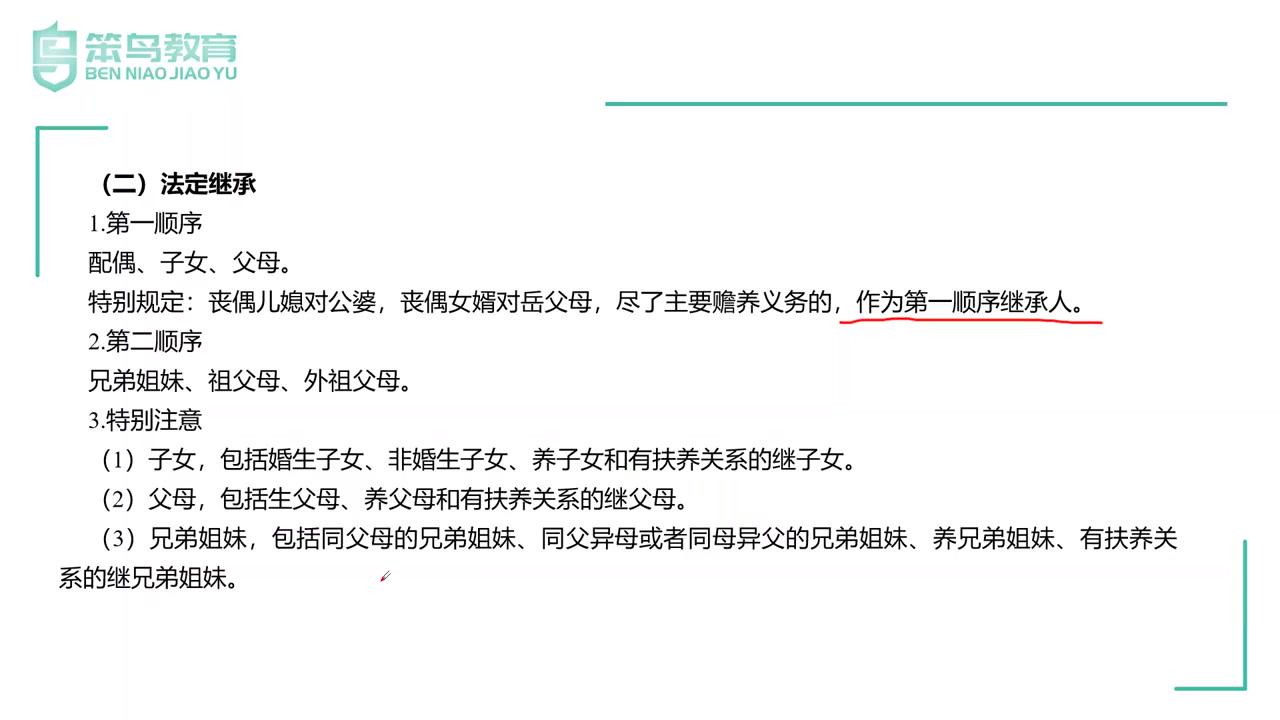 笨鸟教育
BEN NIAO JIAO YU
（二）法定继承
1.第一顺序
配偶、子女、父母。
特别规定：丧偶儿媳对公婆，丧偶女婿对岳父母，尽了主要赡养义务的，作为第一顺序继承人。
2.第二顺序
兄弟姐妹、祖父母、外祖父母。
3.特别注意
（1）子女，包括婚生子女、非婚生子女、养子女和有扶养关系的继子女。
（2）父母，包括生父母、养父母和有扶养关系的继父母。
（3）兄弟姐妹，包括同父母的兄弟姐妹、同父异母或者同母异父的兄弟姐妹、养兄弟姐妹、有扶养关
系的继兄弟姐妹。